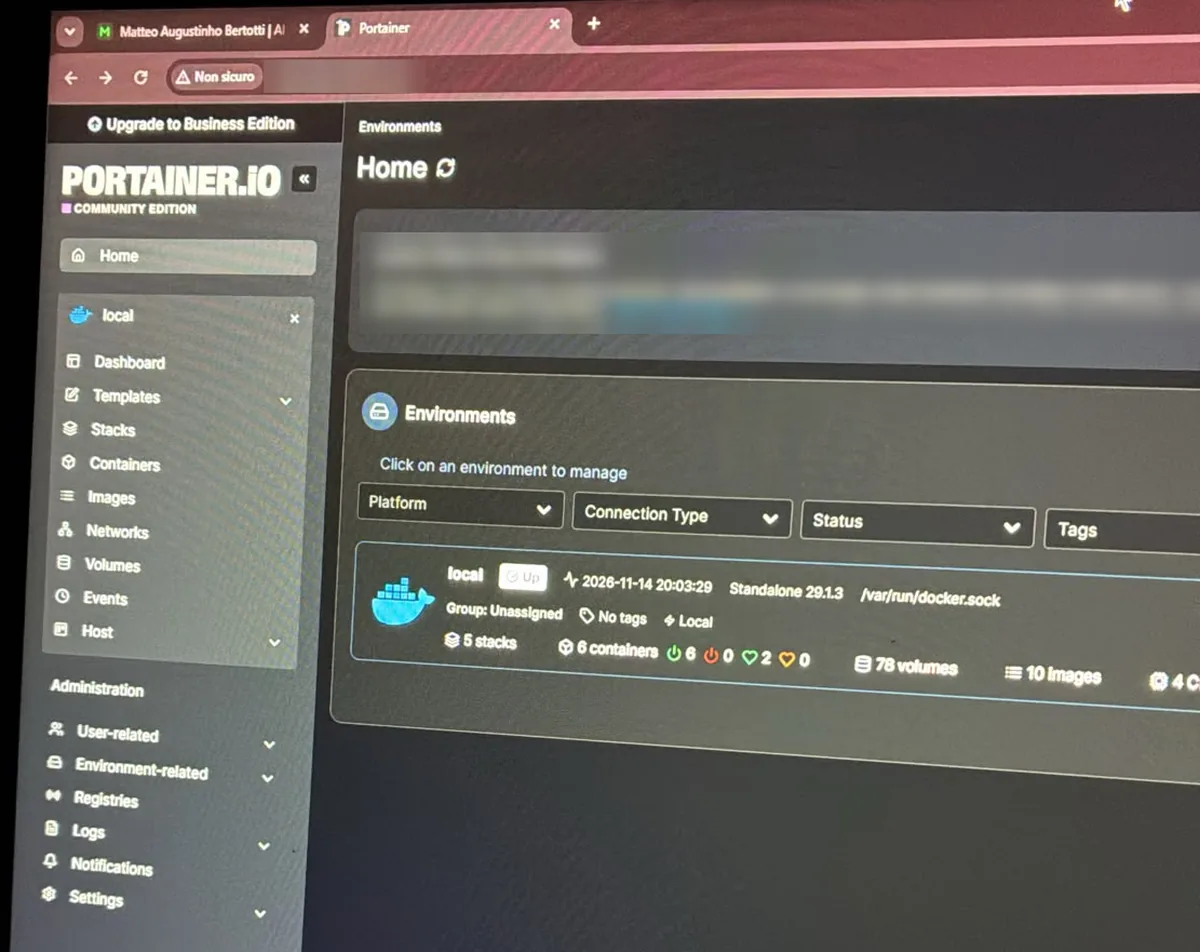 Matteo Augustinho Bertotti | AI
Portainer
Non sicuro
Upgrade to Business Edition
PORTAINER.iO
COMMUNITY EDITION
Home
local
Dashboard
Templates
Stacks
Containers
Images
Networks
Volumes
Events
Host
Administration
User-related
Environment-related
Registries
Logs
Notifications
Settings
Environments
Home
Environments
Click on an environment to manage
Platform
Connection Type
Status
Tags
local Up 2026-11-14 20:03:29 Standalone 29.1.3 /var/run/docker.sock
Group: Unassigned No tags Local
5 stacks 6 containers 6 0 2 0 78 volumes 10 images 4 C